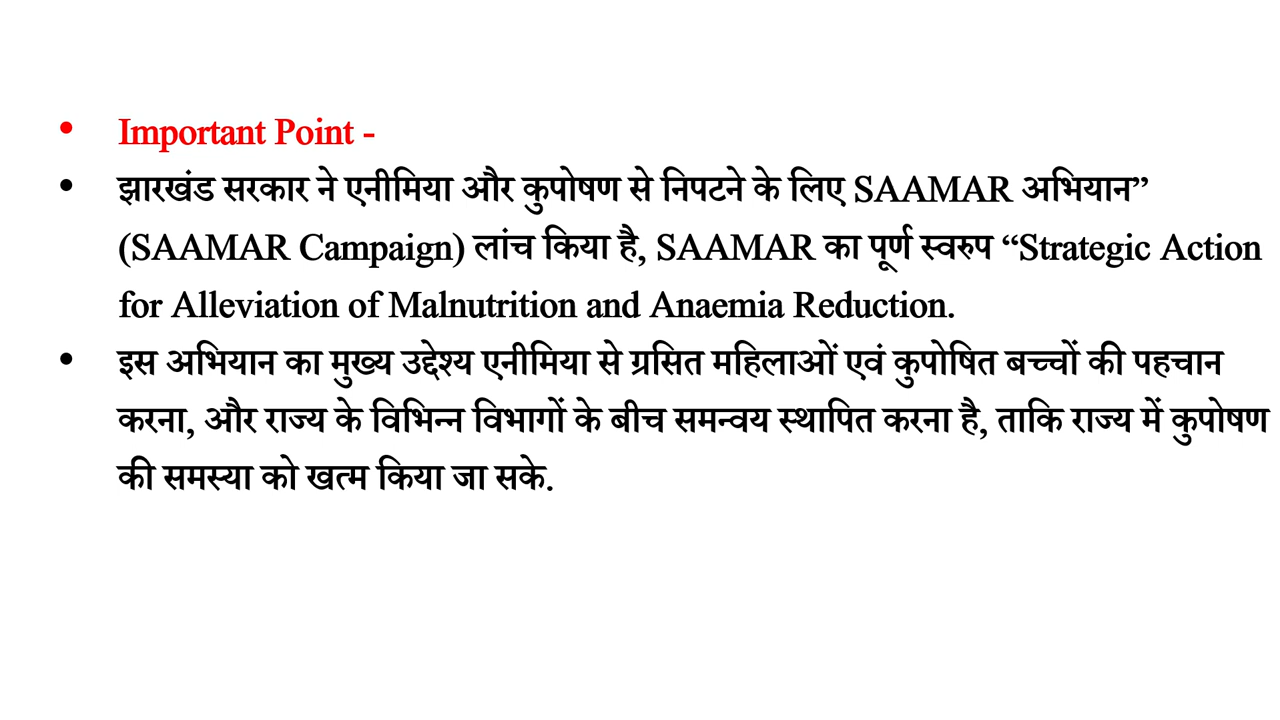 • Important Point -
• झारखंड सरकार ने एनीमिया और कुपोषण से निपटने के लिए SAAMAR अभियान”
(SAAMAR Campaign) लांच किया है, SAAMAR का पूर्ण स्वरुप “Strategic Action
for Alleviation of Malnutrition and Anaemia Reduction.
• इस अभियान का मुख्य उद्देश्य एनीमिया से ग्रसित महिलाओं एवं कुपोषित बच्चों की पहचान
करना, और राज्य के विभिन्न विभागों के बीच समन्वय स्थापित करना है, ताकि राज्य में कुपोषण
की समस्या को खत्म किया जा सके.